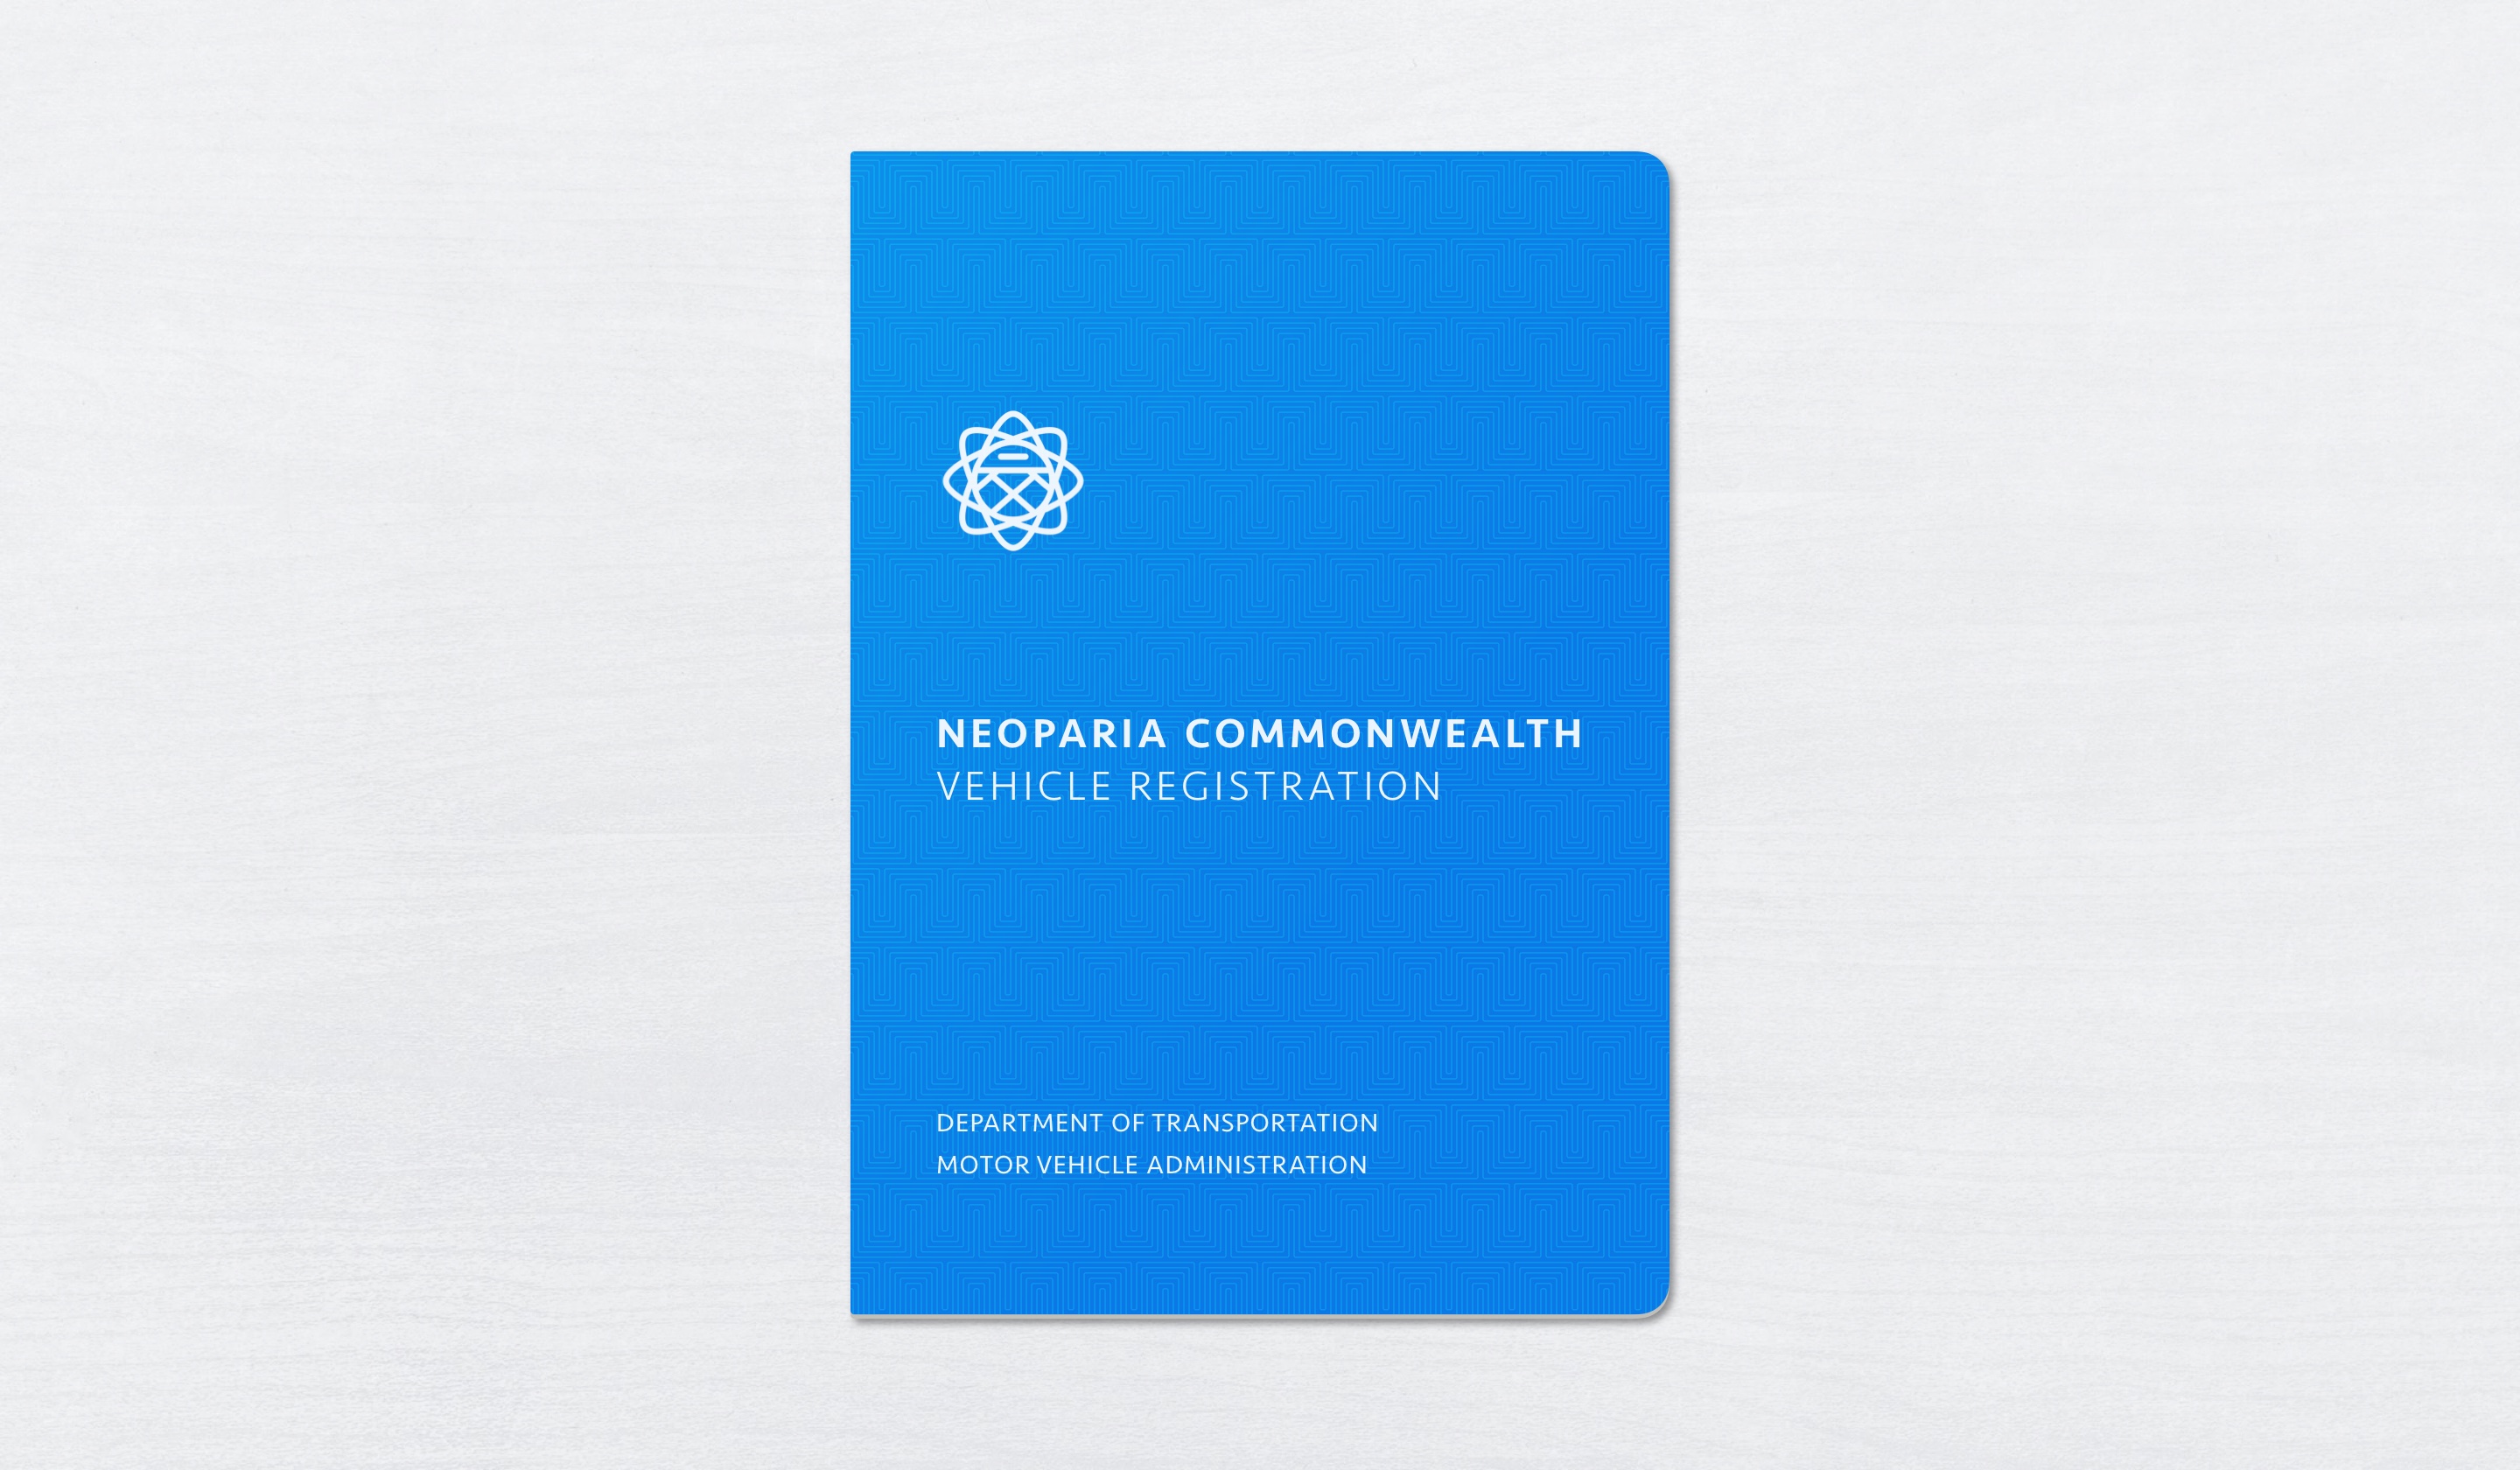 NEOPARIA COMMONWEALTH
VEHICLE REGISTRATION
DEPARTMENT OF TRANSPORTATION
MOTOR VEHICLE ADMINISTRATION